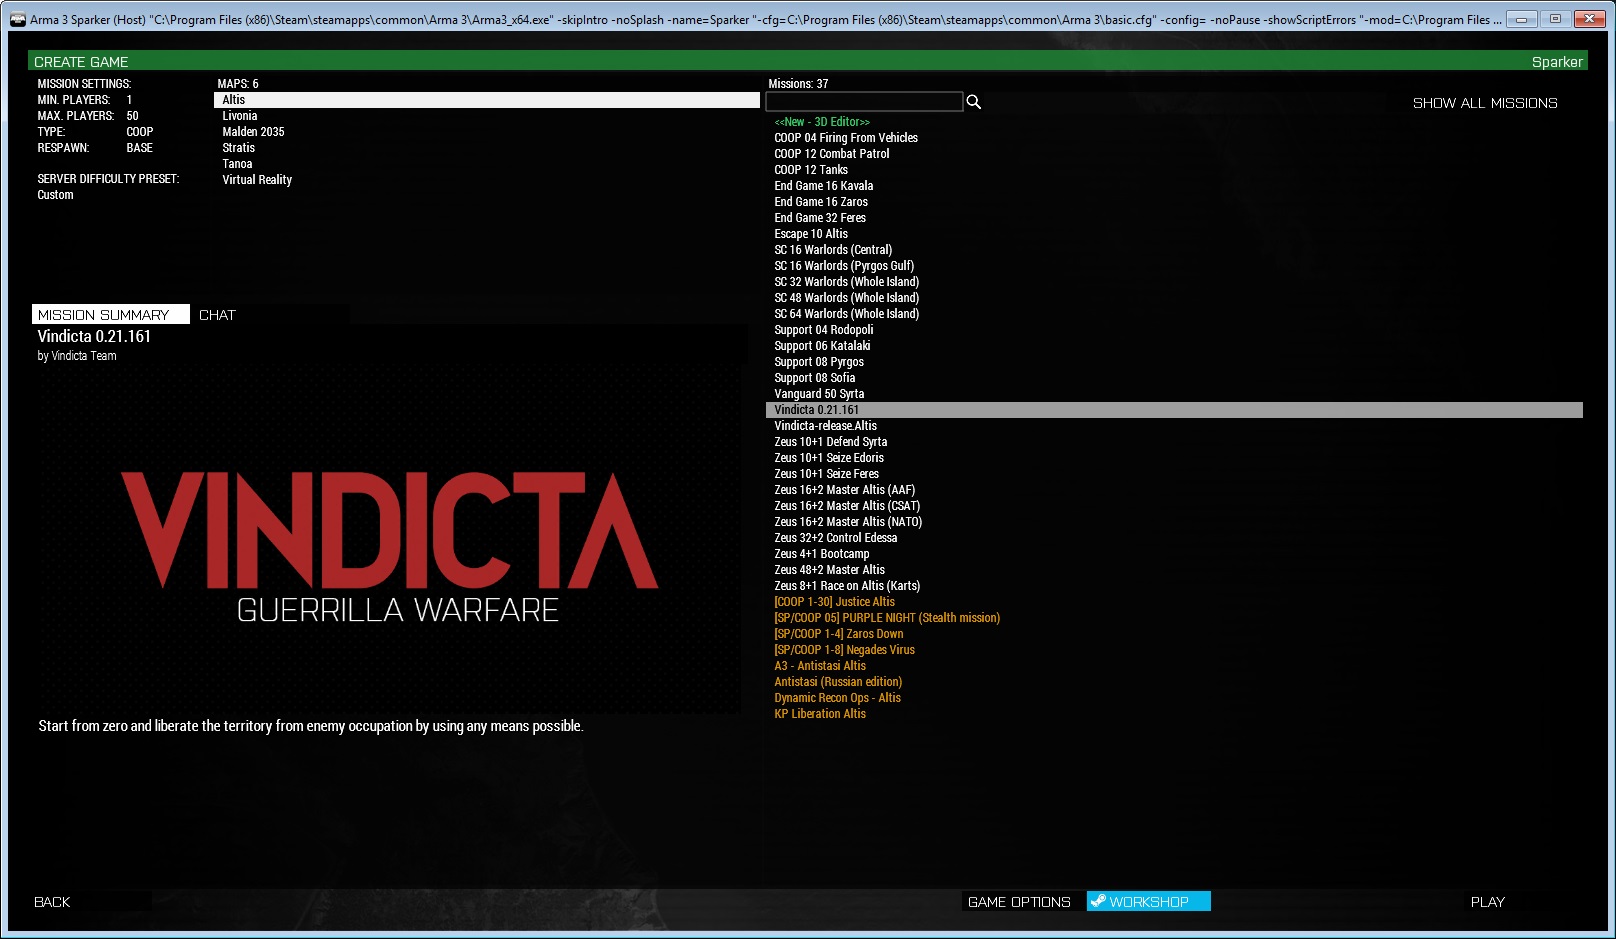 Arma 3 Sparker (Host) "C:\Program Files (x86)\Steam\steamapps\common\Arma 3\Arma3_x64.exe" -skipIntro -noSplash -name=Sparker "-cfg=C:\Program Files (x86)\Steam\steamapps\common\Arma 3\basic.cfg" -config= -noPause -showScriptErrors "-mod=C:\Program Files ...
CREATE GAME
Sparker
MISSION SETTINGS:
MIN. PLAYERS: 1
MAX. PLAYERS: 50
TYPE: COOP
RESPAWN: BASE
SERVER DIFFICULTY PRESET:
Custom
MAPS: 6
Altis
Livonia
Malden 2035
Stratis
Tanoa
Virtual Reality
Missions: 37
SHOW ALL MISSIONS
<<New - 3D Editor>>
COOP 04 Firing From Vehicles
COOP 12 Combat Patrol
COOP 12 Tanks
End Game 16 Kavala
End Game 16 Zaros
End Game 32 Feres
Escape 10 Altis
SC 16 Warlords (Central)
SC 16 Warlords (Pyrgos Gulf)
SC 32 Warlords (Whole Island)
SC 48 Warlords (Whole Island)
SC 64 Warlords (Whole Island)
Support 04 Rodopoli
Support 06 Katalaki
Support 08 Pyrgos
Support 08 Sofia
Vanguard 50 Syrta
Vindicta 0.21.161
Vindicta-release.Altis
Zeus 10+1 Defend Syrta
Zeus 10+1 Seize Edoris
Zeus 10+1 Seize Feres
Zeus 16+2 Master Altis (AAF)
Zeus 16+2 Master Altis (CSAT)
Zeus 16+2 Master Altis (NATO)
Zeus 32+2 Control Edessa
Zeus 4+1 Bootcamp
Zeus 48+2 Master Altis
Zeus 8+1 Race on Altis (Karts)
[COOP 1-30] Justice Altis
[SP/COOP 05] PURPLE NIGHT (Stealth mission)
[SP/COOP 1-4] Zaros Down
[SP/COOP 1-8] Negades Virus
A3 - Antistasi Altis
Antistasi (Russian edition)
Dynamic Recon Ops - Altis
KP Liberation Altis
MISSION SUMMARY
CHAT
Vindicta 0.21.161
by Vindicta Team
VINDICTA
GUERRILLA WARFARE
Start from zero and liberate the territory from enemy occupation by using any means possible.
BACK
GAME OPTIONS
WORKSHOP
PLAY